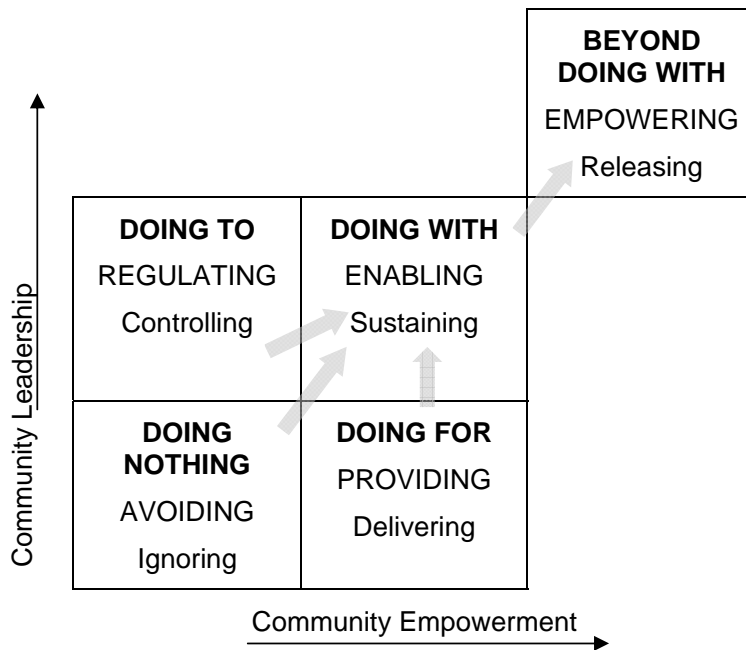 BEYOND
DOING WITH
EMPOWERING
Releasing
DOING TO
REGULATING
Controlling
DOING WITH
ENABLING
Sustaining
DOING
NOTHING
AVOIDING
Ignoring
DOING FOR
PROVIDING
Delivering
Community Leadership
Community Empowerment